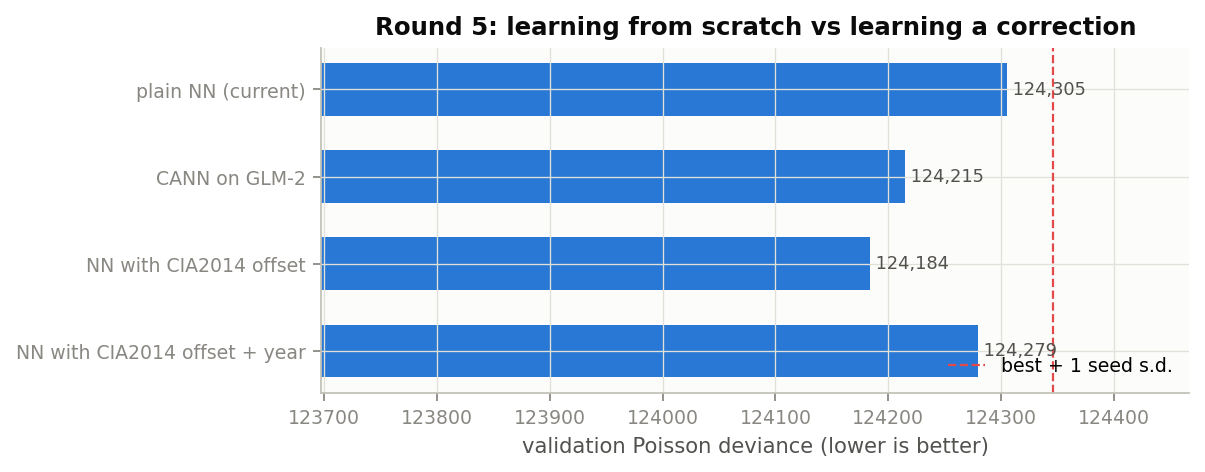 Round 5: learning from scratch vs learning a correction
plain NN (current)
124,305
CANN on GLM-2
124,215
NN with CIA2014 offset
124,184
NN with CIA2014 offset + year
124,279
best + 1 seed s.d.
123700 123800 123900 124000 124100 124200 124300 124400
validation Poisson deviance (lower is better)